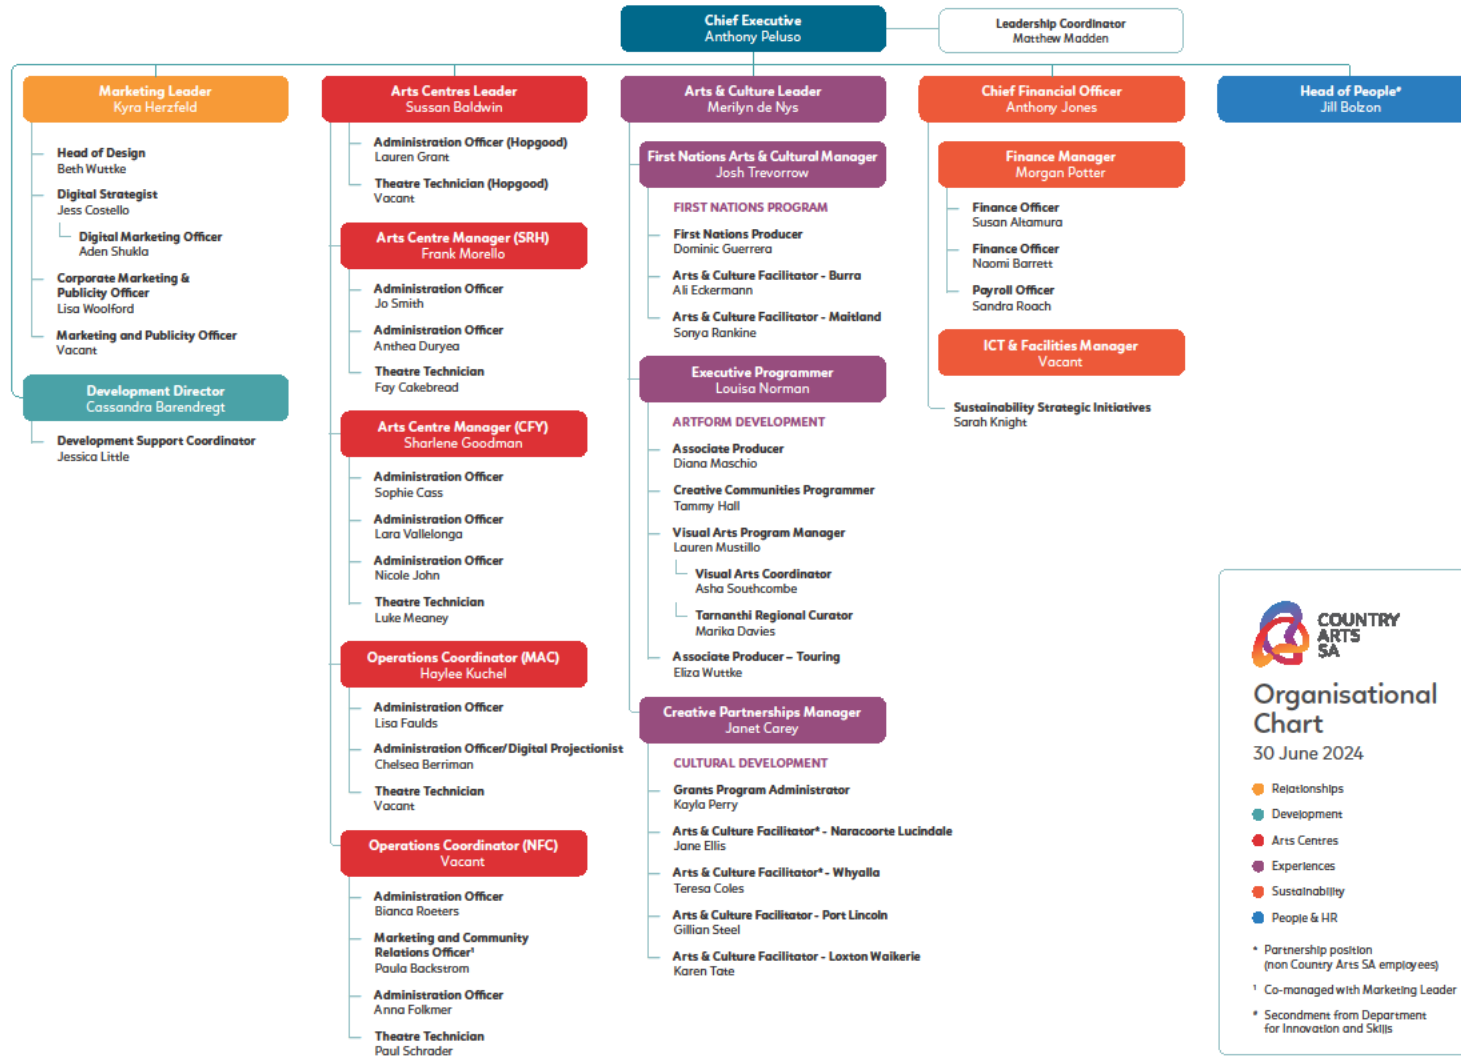 Chief Executive
Anthony Peluso
Leadership Coordinator
Matthew Madden
Marketing Leader
Kyra Herzfeld
Head of Design
Beth Wuttke
Digital Strategist
Jess Costello
Digital Marketing Officer
Aden Shukla
Corporate Marketing &
Publicity Officer
Lisa Woolford
Marketing and Publicity Officer
Vacant
Development Director
Cassandra Barendregt
Development Support Coordinator
Jessica Little
Arts Centres Leader
Sussan Baldwin
Administration Officer (Hopgood)
Lauren Grant
Theatre Technician (Hopgood)
Vacant
Arts Centre Manager (SRH)
Frank Morello
Administration Officer
Jo Smith
Administration Officer
Anthea Duryea
Theatre Technician
Fay Cakebread
Arts Centre Manager (CFY)
Sharlene Goodman
Administration Officer
Sophie Cass
Administration Officer
Lara Vallelonga
Administration Officer
Nicole John
Theatre Technician
Luke Meaney
Operations Coordinator (MAC)
Haylee Kuchel
Administration Officer
Lisa Faulds
Administration Officer/Digital Projectionist
Chelsea Berriman
Theatre Technician
Vacant
Operations Coordinator (NFC)
Vacant
Administration Officer
Bianca Roeters
Marketing and Community
Relations Officer¹
Paula Backstrom
Administration Officer
Anna Folkmer
Theatre Technician
Paul Schrader
Arts & Culture Leader
Merilyn de Nys
First Nations Arts & Cultural Manager
Josh Trevorrow
FIRST NATIONS PROGRAM
First Nations Producer
Dominic Guerrera
Arts & Culture Facilitator - Burra
Ali Eckermann
Arts & Culture Facilitator - Maitland
Sonya Rankine
Executive Programmer
Louisa Norman
ARTFORM DEVELOPMENT
Associate Producer
Diana Maschio
Creative Communities Programmer
Tammy Hall
Visual Arts Program Manager
Lauren Mustillo
Visual Arts Coordinator
Asha Southcombe
Tarnanthi Regional Curator
Marika Davies
Associate Producer – Touring
Eliza Wuttke
Creative Partnerships Manager
Janet Carey
CULTURAL DEVELOPMENT
Grants Program Administrator
Kayla Perry
Arts & Culture Facilitator* - Naracoorte Lucindale
Jane Ellis
Arts & Culture Facilitator* - Whyalla
Teresa Coles
Arts & Culture Facilitator - Port Lincoln
Gillian Steel
Arts & Culture Facilitator - Loxton Waikerie
Karen Tate
Chief Financial Officer
Anthony Jones
Finance Manager
Morgan Potter
Finance Officer
Susan Altamura
Finance Officer
Naomi Barrett
Payroll Officer
Sandra Roach
ICT & Facilities Manager
Vacant
Sustainability Strategic Initiatives
Sarah Knight
Head of People#
Jill Bolzon
COUNTRY
ARTS
SA
Organisational
Chart
30 June 2024
Relationships
Development
Arts Centres
Experiences
Sustainability
People & HR
* Partnership position
(non Country Arts SA employees)
¹ Co-managed with Marketing Leader
# Secondment from Department
for Innovation and Skills